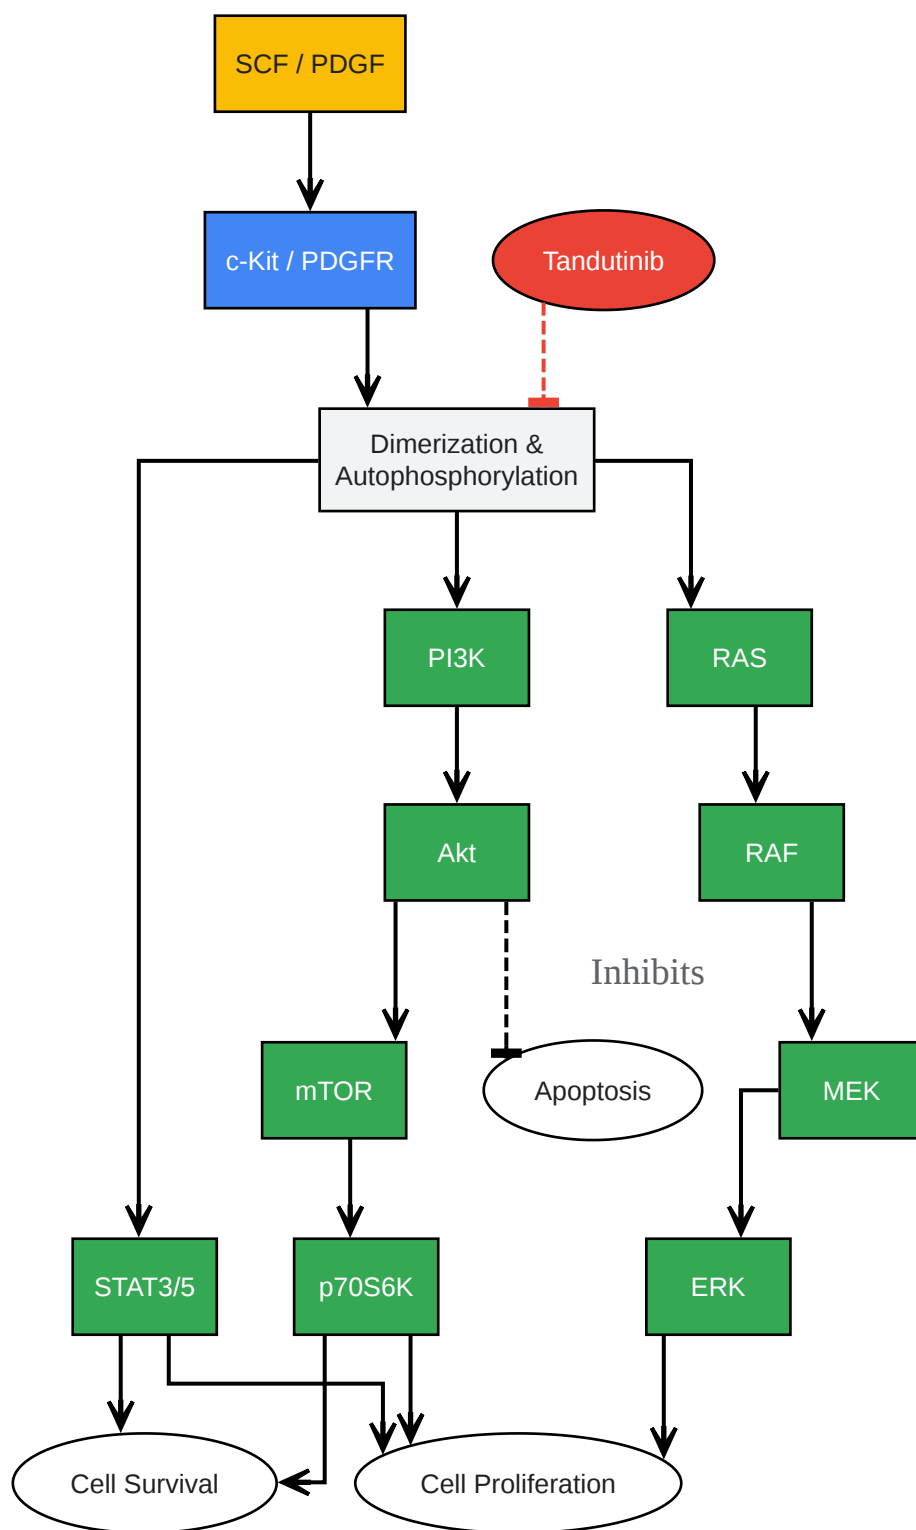 SCF / PDGF
c-Kit / PDGFR
Tandutinib
Dimerization &
Autophosphorylation
PI3K
RAS
Akt
RAF
Inhibits
mTOR
Apoptosis
MEK
STAT3/5
p70S6K
ERK
Cell Survival
Cell Proliferation